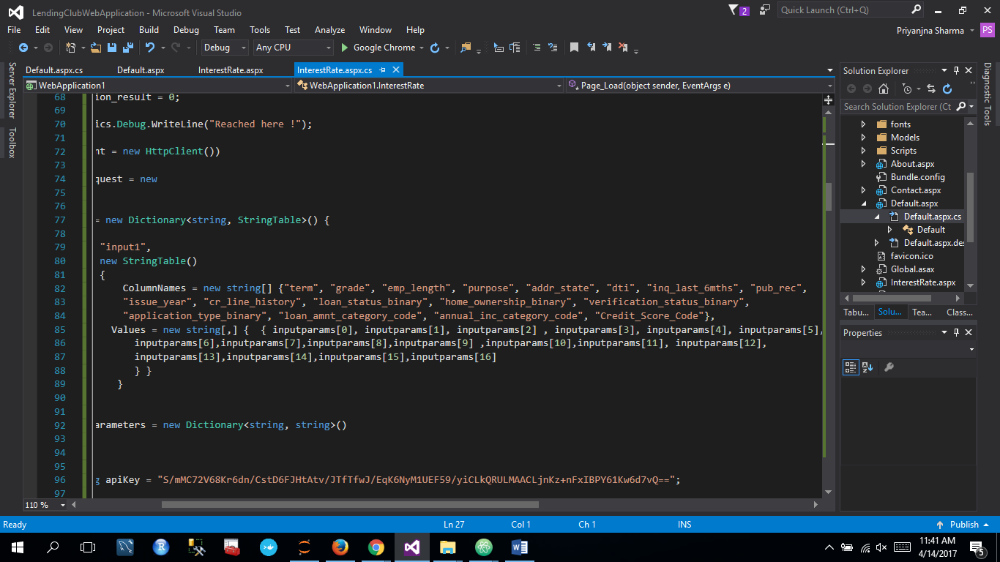 LendingClubWebApplication - Microsoft Visual Studio
2
Quick Launch (Ctrl+Q)
File Edit View Project Build Debug Team Tools Test Analyze Window Help
Priyanjna Sharma PS
Debug Any CPU Google Chrome
Server Explorer
Toolbox
Default.aspx.cs Default.aspx InterestRate.aspx InterestRate.aspx.cs
WebApplication1 WebApplication1.InterestRate Page_Load(object sender, EventArgs e)
68 ion_result = 0;
69
70 ics.Debug.WriteLine("Reached here !");
71
72 nt = new HttpClient())
73
74 quest = new
75
76
77 = new Dictionary<string, StringTable>() {
78
79 "input1",
80 new StringTable()
81 {
82 ColumnNames = new string[] {"term", "grade", "emp_length", "purpose", "addr_state", "dti", "inq_last_6mths", "pub_rec",
83 "issue_year", "cr_line_history", "loan_status_binary", "home_ownership_binary", "verification_status_binary",
84 "application_type_binary", "loan_amnt_category_code", "annual_inc_category_code", "Credit_Score_Code"},
85 Values = new string[,] { { inputparams[0], inputparams[1], inputparams[2] , inputparams[3], inputparams[4], inputparams[5],
86 inputparams[6],inputparams[7],inputparams[8],inputparams[9] ,inputparams[10],inputparams[11], inputparams[12],
87 inputparams[13],inputparams[14],inputparams[15],inputparams[16]
88 } }
89 }
90
91
92 arameters = new Dictionary<string, string>()
93
94
95
96 g apiKey = "S/mMC72V68Kr6dn/CstD6FJHtAtv/JTfTfwJ/EqK6NyM1UEF59/yiCLkQRULMAACLjnKz+nFxIBPY61Kw6d7vQ==";
97
110 %
Solution Explorer
Search Solution Explorer (Ct
fonts
Models
Scripts
About.aspx
Bundle.config
Contact.aspx
Default.aspx
Default.aspx.cs
Default
Default.aspx.des
favicon.ico
Global.asax
InterestRate.aspx
Tabu... Solu... Tea... Class...
Properties
Diagnostic Tools
Ready Ln 27 Col 1 Ch 1 INS Publish
11:41 AM
4/14/2017
5